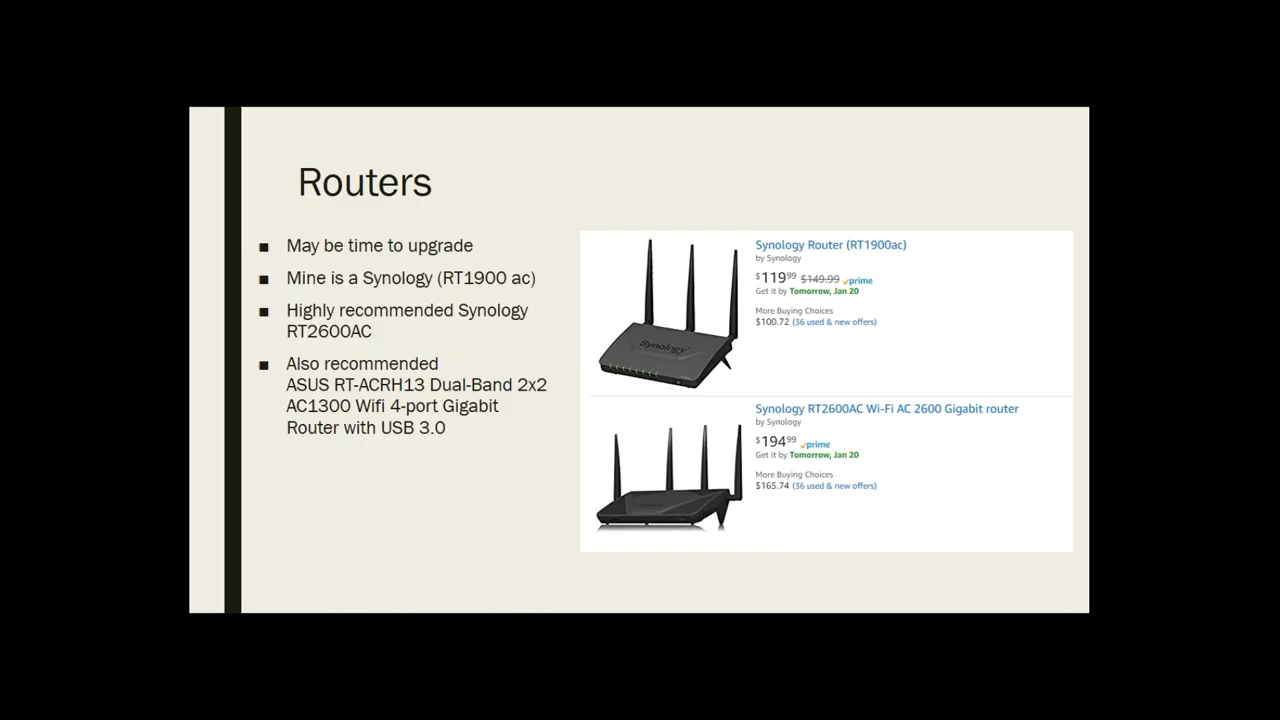 Routers
■ May be time to upgrade
■ Mine is a Synology (RT1900 ac)
■ Highly recommended Synology
RT2600AC
■ Also recommended
ASUS RT-ACRH13 Dual-Band 2x2
AC1300 Wifi 4-port Gigabit
Router with USB 3.0
Synology
Synology Router (RT1900ac)
by Synology
$119.99 $149.99 prime
Get it by Tomorrow, Jan 20
More Buying Choices
$100.72 (36 used & new offers)
Synology RT2600AC Wi-Fi AC 2600 Gigabit router
by Synology
$194.99 prime
Get it by Tomorrow, Jan 20
More Buying Choices
$165.74 (36 used & new offers)